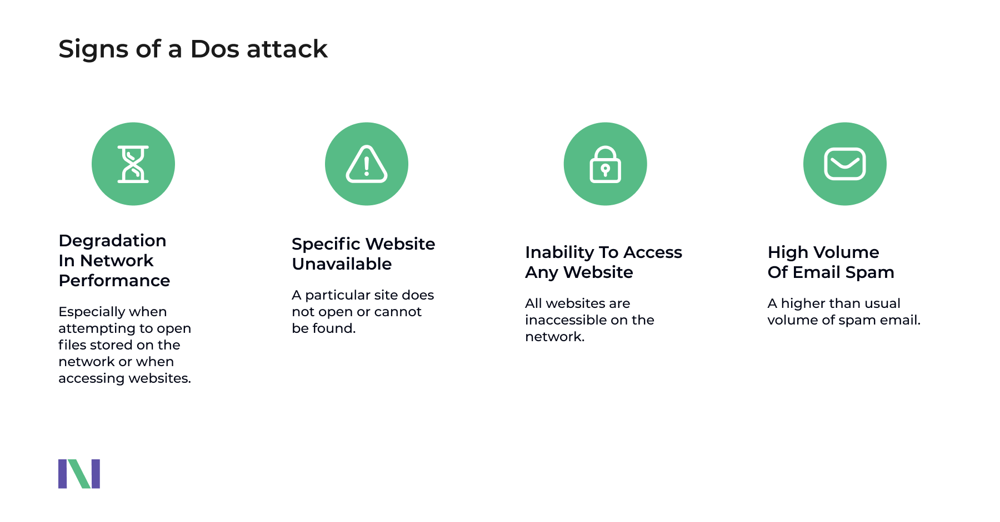 Signs of a Dos attack
Degradation
In Network
Performance
Especially when
attempting to open
files stored on the
network or when
accessing websites.
Specific Website
Unavailable
A particular site does
not open or cannot
be found.
Inability To Access
Any Website
All websites are
inaccessible on the
network.
High Volume
Of Email Spam
A higher than usual
volume of spam email.
N